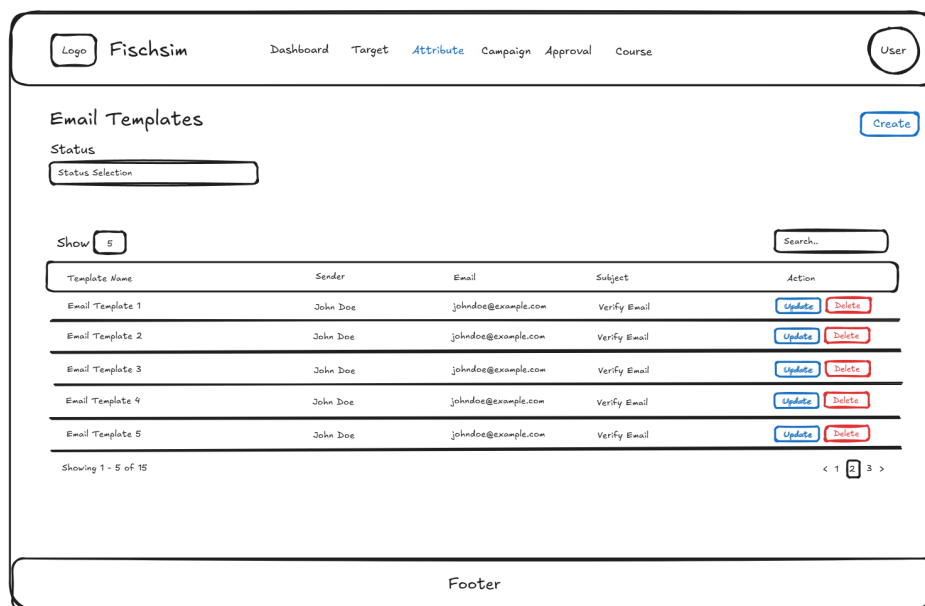 Logo Fischsim Dashboard Target Attribute Campaign Approval Course User
Email Templates
Create
Status
Status Selection
Show 5 Search..
Template Name Sender Email Subject Action
Email Template 1 John Doe johndoe@example.com Verify Email Update Delete
Email Template 2 John Doe johndoe@example.com Verify Email Update Delete
Email Template 3 John Doe johndoe@example.com Verify Email Update Delete
Email Template 4 John Doe johndoe@example.com Verify Email Update Delete
Email Template 5 John Doe johndoe@example.com Verify Email Update Delete
Showing 1 - 5 of 15 < 1 2 3 >
Footer